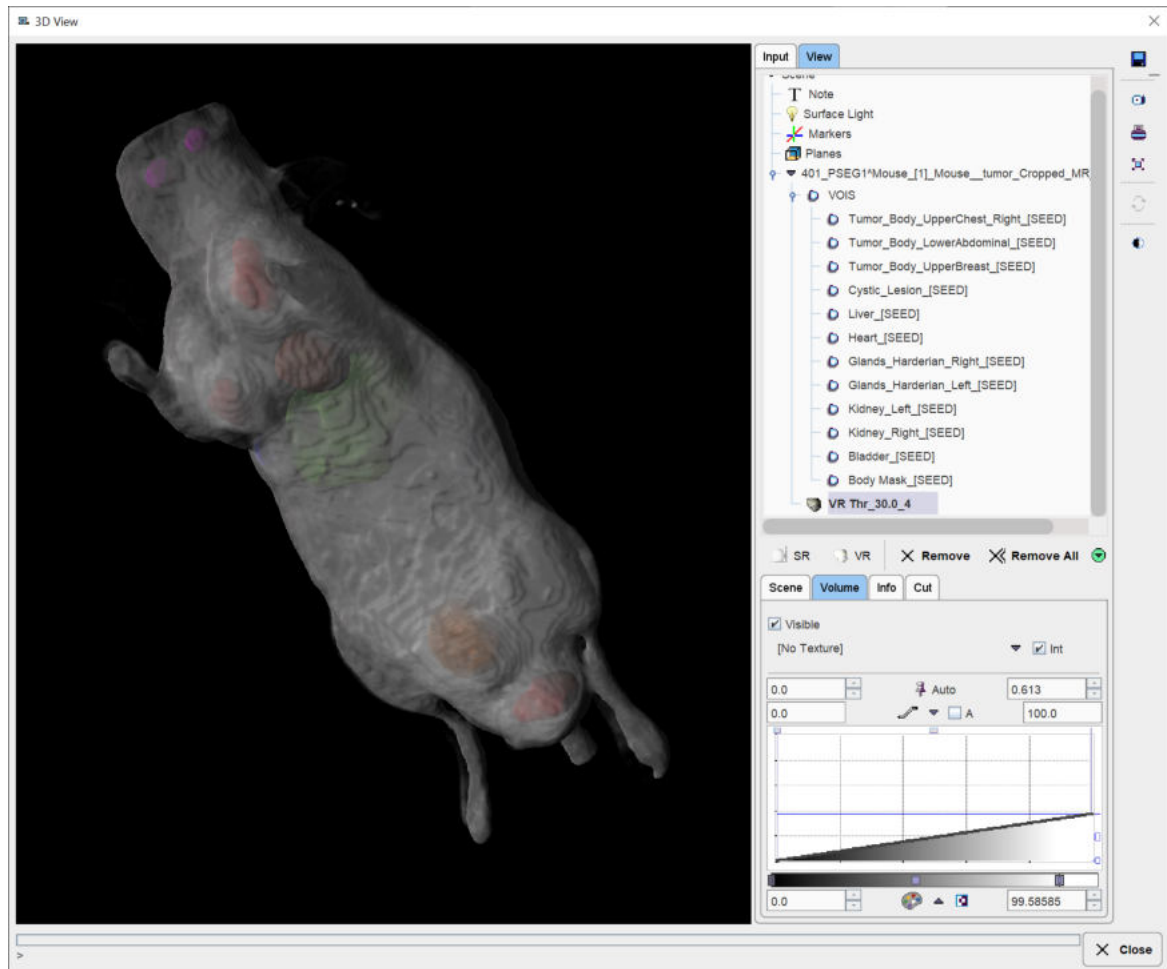 3D View
Input View
Scene
Note
Surface Light
Markers
Planes
401_PSEG1^Mouse_[1]_Mouse__tumor_Cropped_MR
VOIS
Tumor_Body_UpperChest_Right_[SEED]
Tumor_Body_LowerAbdominal_[SEED]
Tumor_Body_UpperBreast_[SEED]
Cystic_Lesion_[SEED]
Liver_[SEED]
Heart_[SEED]
Glands_Harderian_Right_[SEED]
Glands_Harderian_Left_[SEED]
Kidney_Left_[SEED]
Kidney_Right_[SEED]
Bladder_[SEED]
Body Mask_[SEED]
VR Thr_30.0_4
SR VR Remove Remove All
Scene Volume Info Cut
Visible
[No Texture] Int
0.0 Auto 0.613
0.0 A 100.0
0.0 99.58585
>
Close